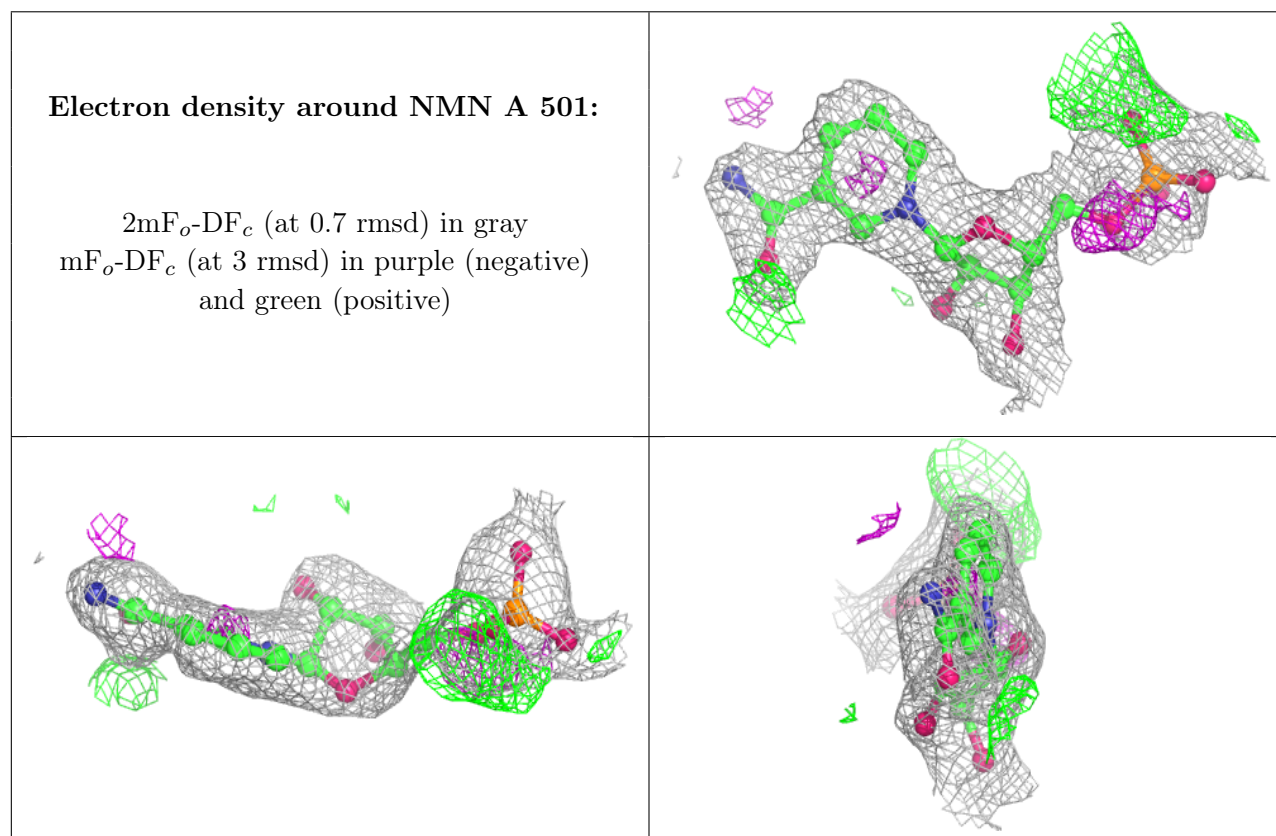 Electron density around NMN A 501:
2mFₒ-DF𝒸 (at 0.7 rmsd) in gray
mFₒ-DF𝒸 (at 3 rmsd) in purple (negative)
and green (positive)